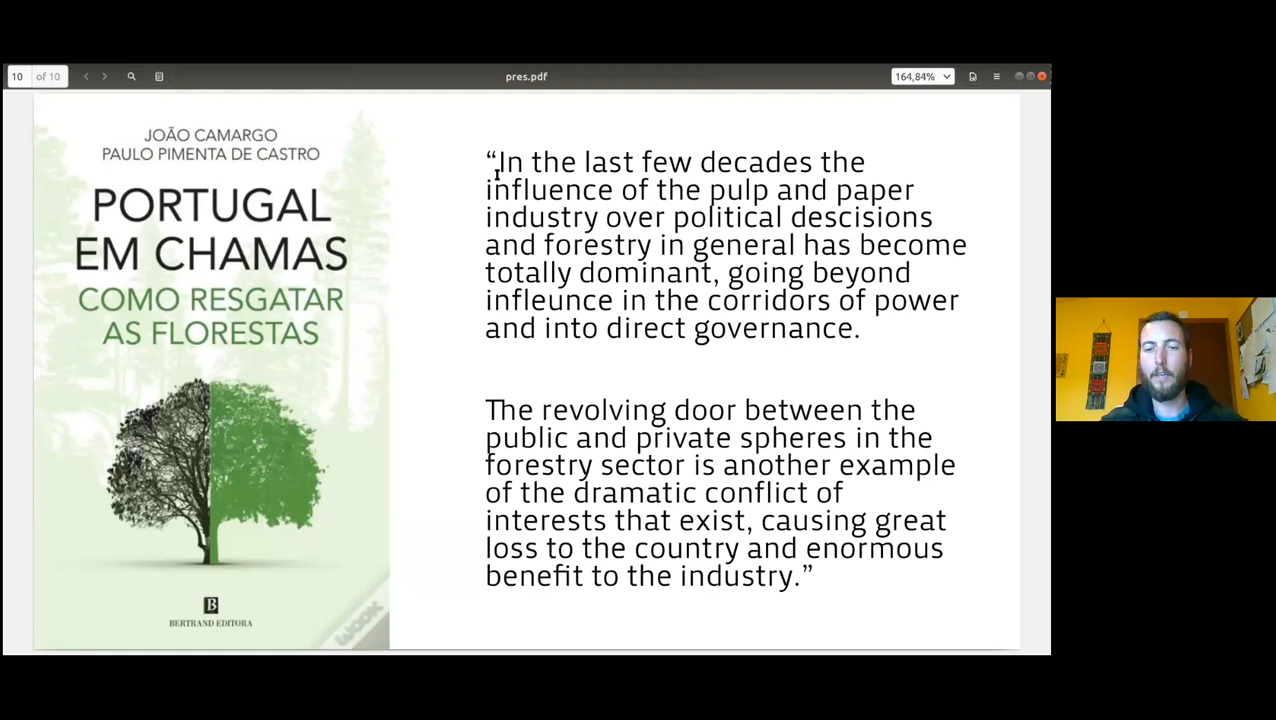 10
of 10
pres.pdf
164,84%
JOÃO CAMARGO
PAULO PIMENTA DE CASTRO
PORTUGAL
EM CHAMAS
COMO RESGATAR
AS FLORESTAS
B
BERTRAND EDITORA
WOOK
“In the last few decades the
influence of the pulp and paper
industry over political descisions
and forestry in general has become
totally dominant, going beyond
infleunce in the corridors of power
and into direct governance.
The revolving door between the
public and private spheres in the
forestry sector is another example
of the dramatic conflict of
interests that exist, causing great
loss to the country and enormous
benefit to the industry.”